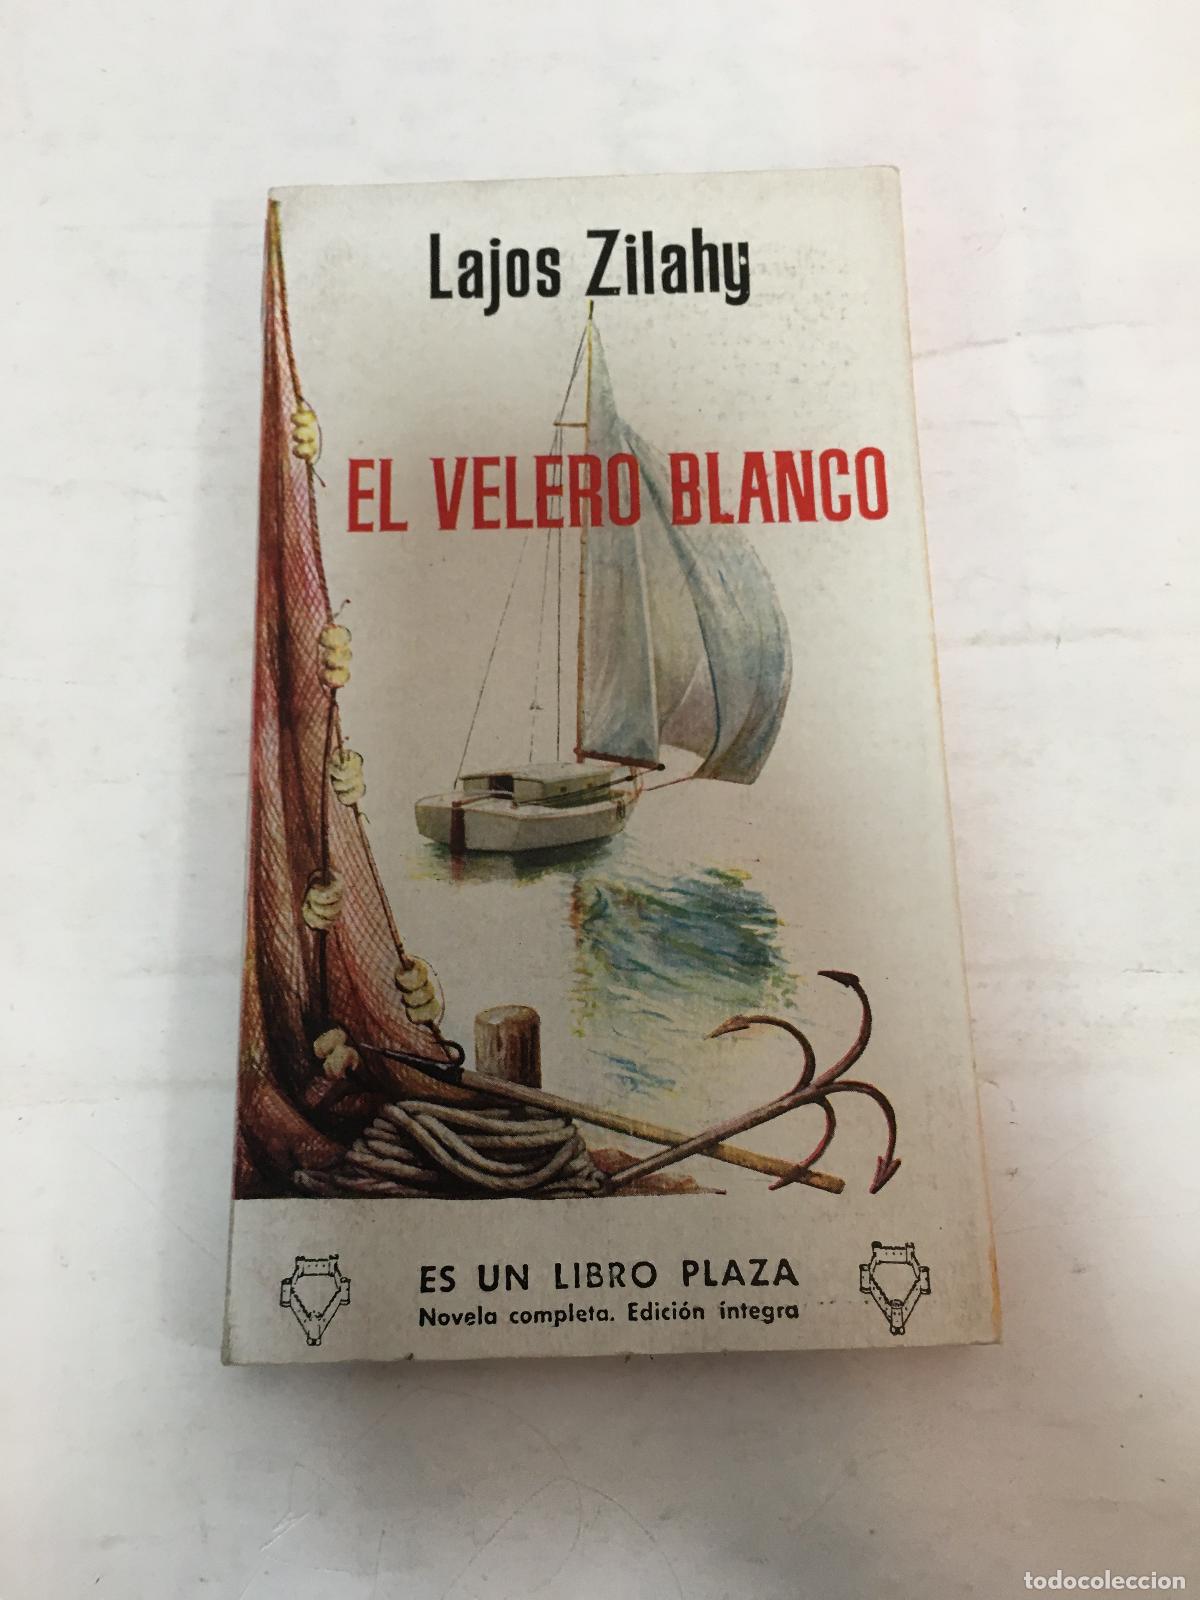 Lajos Zilahy
EL VELERO BLANCO
ES UN LIBRO PLAZA
Novela completa. Edición íntegra
todocoleccion